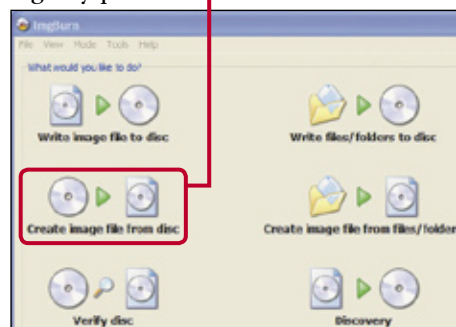 ImgBurn
File View Mode Tools Help
What would you like to do?
Write image file to disc
Write files/folders to disc
Create image file from disc
Create image file from files/folder
Verify disc
Discovery